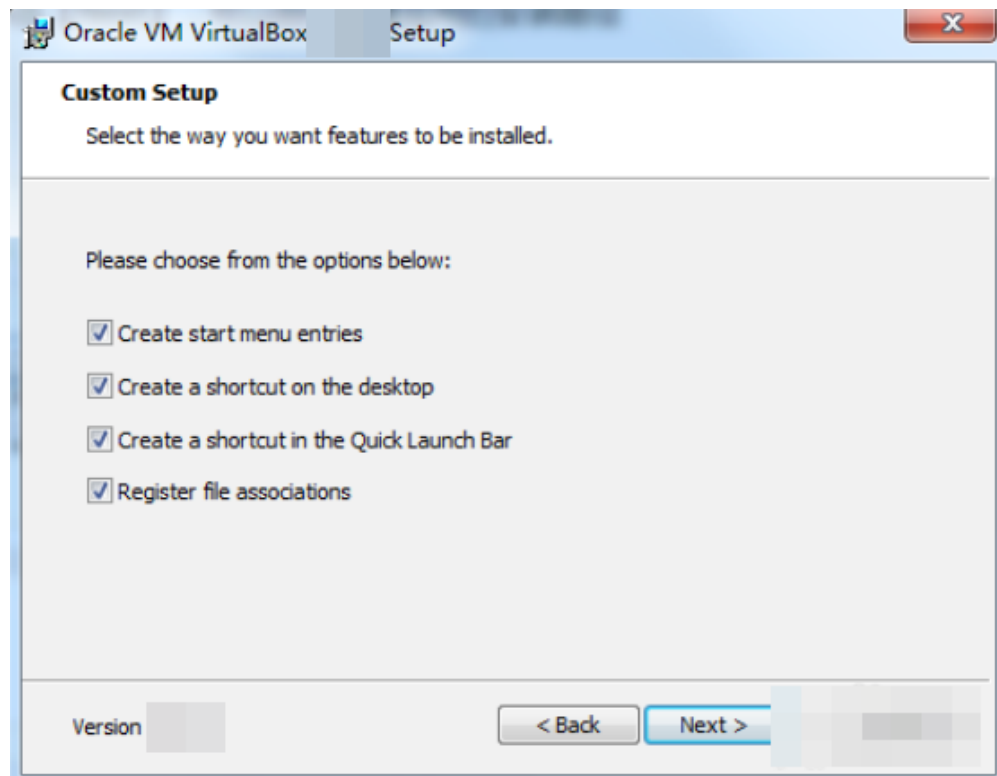 Oracle VM VirtualBox Setup
Custom Setup
Select the way you want features to be installed.
Please choose from the options below:
Create start menu entries
Create a shortcut on the desktop
Create a shortcut in the Quick Launch Bar
Register file associations
Version
< Back Next >